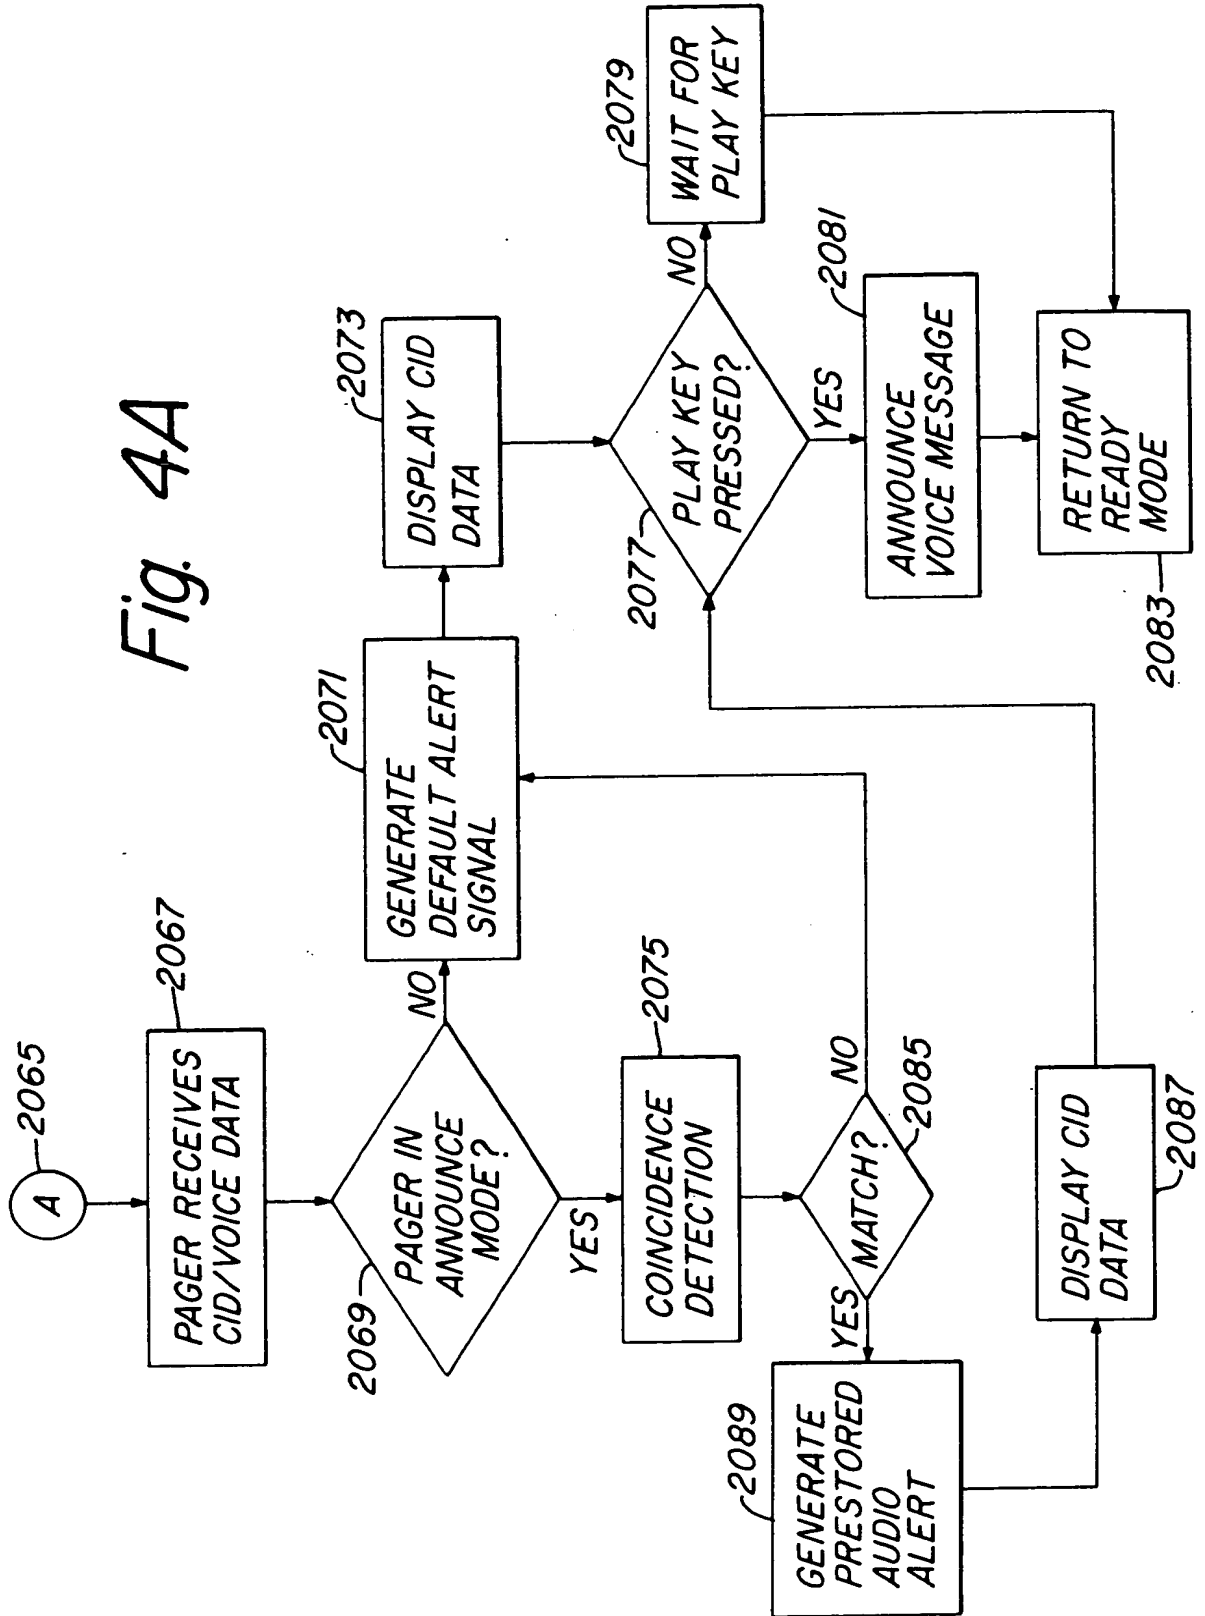 Fig. 4A
2065
A
2067
PAGER RECEIVES
CID/VOICE DATA
2069
PAGER IN
ANNOUNCE
MODE?
NO
YES
2071
GENERATE
DEFAULT ALERT
SIGNAL
2073
DISPLAY CID
DATA
2075
COINCIDENCE
DETECTION
2077
PLAY KEY
PRESSED?
NO
YES
2079
WAIT FOR
PLAY KEY
2081
ANNOUNCE
VOICE MESSAGE
RETURN TO
READY
MODE
2083
MATCH?
2085
NO
YES
2089
GENERATE
PRESTORED
AUDIO
ALERT
DISPLAY CID
DATA
2087